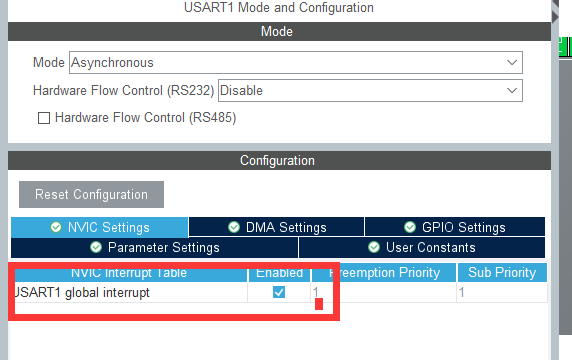 USART1 Mode and Configuration
Mode
Mode Asynchronous
Hardware Flow Control (RS232) Disable
Hardware Flow Control (RS485)
Configuration
Reset Configuration
NVIC Settings DMA Settings GPIO Settings
Parameter Settings User Constants
NVIC Interrupt Table Enabled Preemption Priority Sub Priority
USART1 global interrupt 1 1